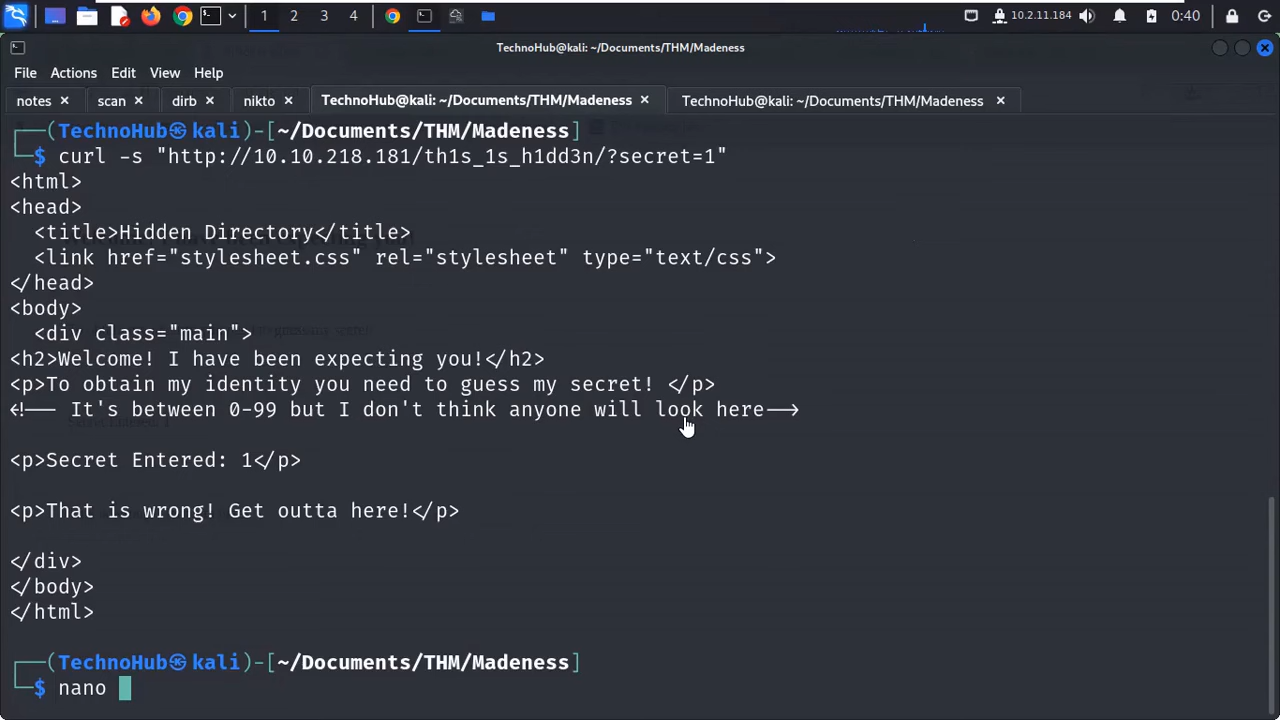 1 2 3 4 10.2.11.184 0:40
TechnoHub@kali: ~/Documents/THM/Madeness
File Actions Edit View Help
notes scan dirb nikto TechnoHub@kali: ~/Documents/THM/Madeness TechnoHub@kali: ~/Documents/THM/Madeness
┌──(TechnoHub㉿kali)-[~/Documents/THM/Madeness]
└─$ curl -s "http://10.10.218.181/th1s_1s_h1dd3n/?secret=1"
<html>
<head>
  <title>Hidden Directory</title>
  <link href="stylesheet.css" rel="stylesheet" type="text/css">
</head>
<body>
  <div class="main">
<h2>Welcome! I have been expecting you!</h2>
<p>To obtain my identity you need to guess my secret! </p>
<!-- It's between 0-99 but I don't think anyone will look here-->
<p>Secret Entered: 1</p>
<p>That is wrong! Get outta here!</p>
</div>
</body>
</html>
┌──(TechnoHub㉿kali)-[~/Documents/THM/Madeness]
└─$ nano